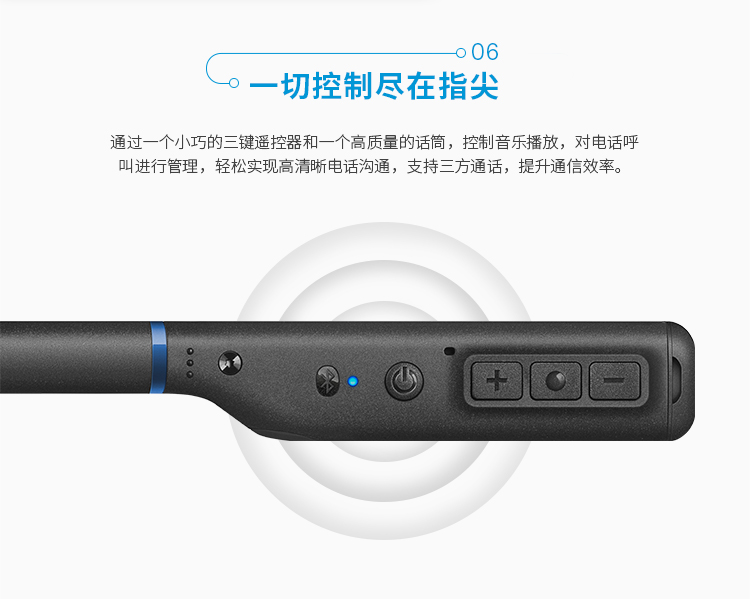 06
一切控制尽在指尖
通过一个小巧的三键遥控器和一个高质量的话筒，控制音乐播放，对电话呼
叫进行管理，轻松实现高清晰电话沟通，支持三方通话，提升通信效率。